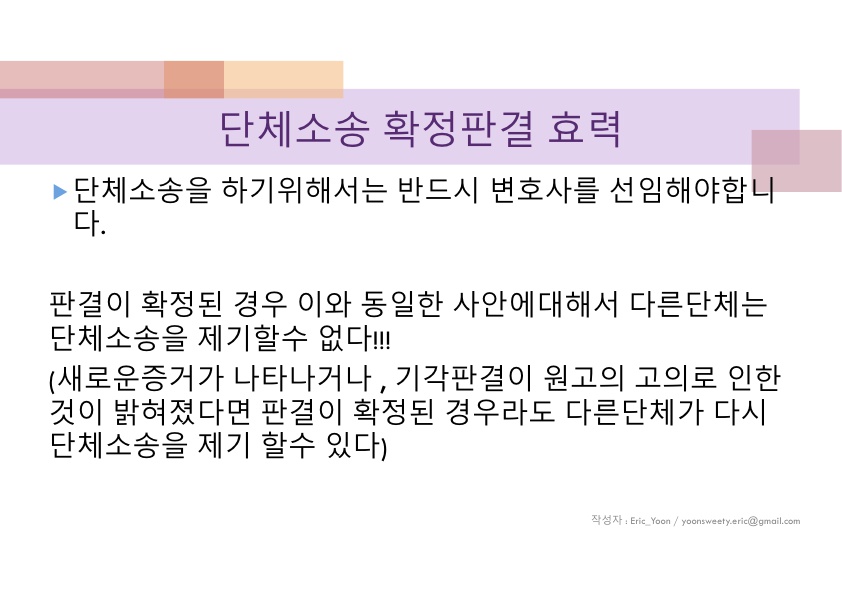 단체소송 확정판결 효력
단체소송을 하기위해서는 반드시 변호사를 선임해야합니
다.
판결이 확정된 경우 이와 동일한 사안에대해서 다른단체는
단체소송을 제기할수 없다!!!
(새로운증거가 나타나거나 , 기각판결이 원고의 고의로 인한
것이 밝혀졌다면 판결이 확정된 경우라도 다른단체가 다시
단체소송을 제기 할수 있다)
작성자 : Eric_Yoon / yoonsweety.eric@gmail.com